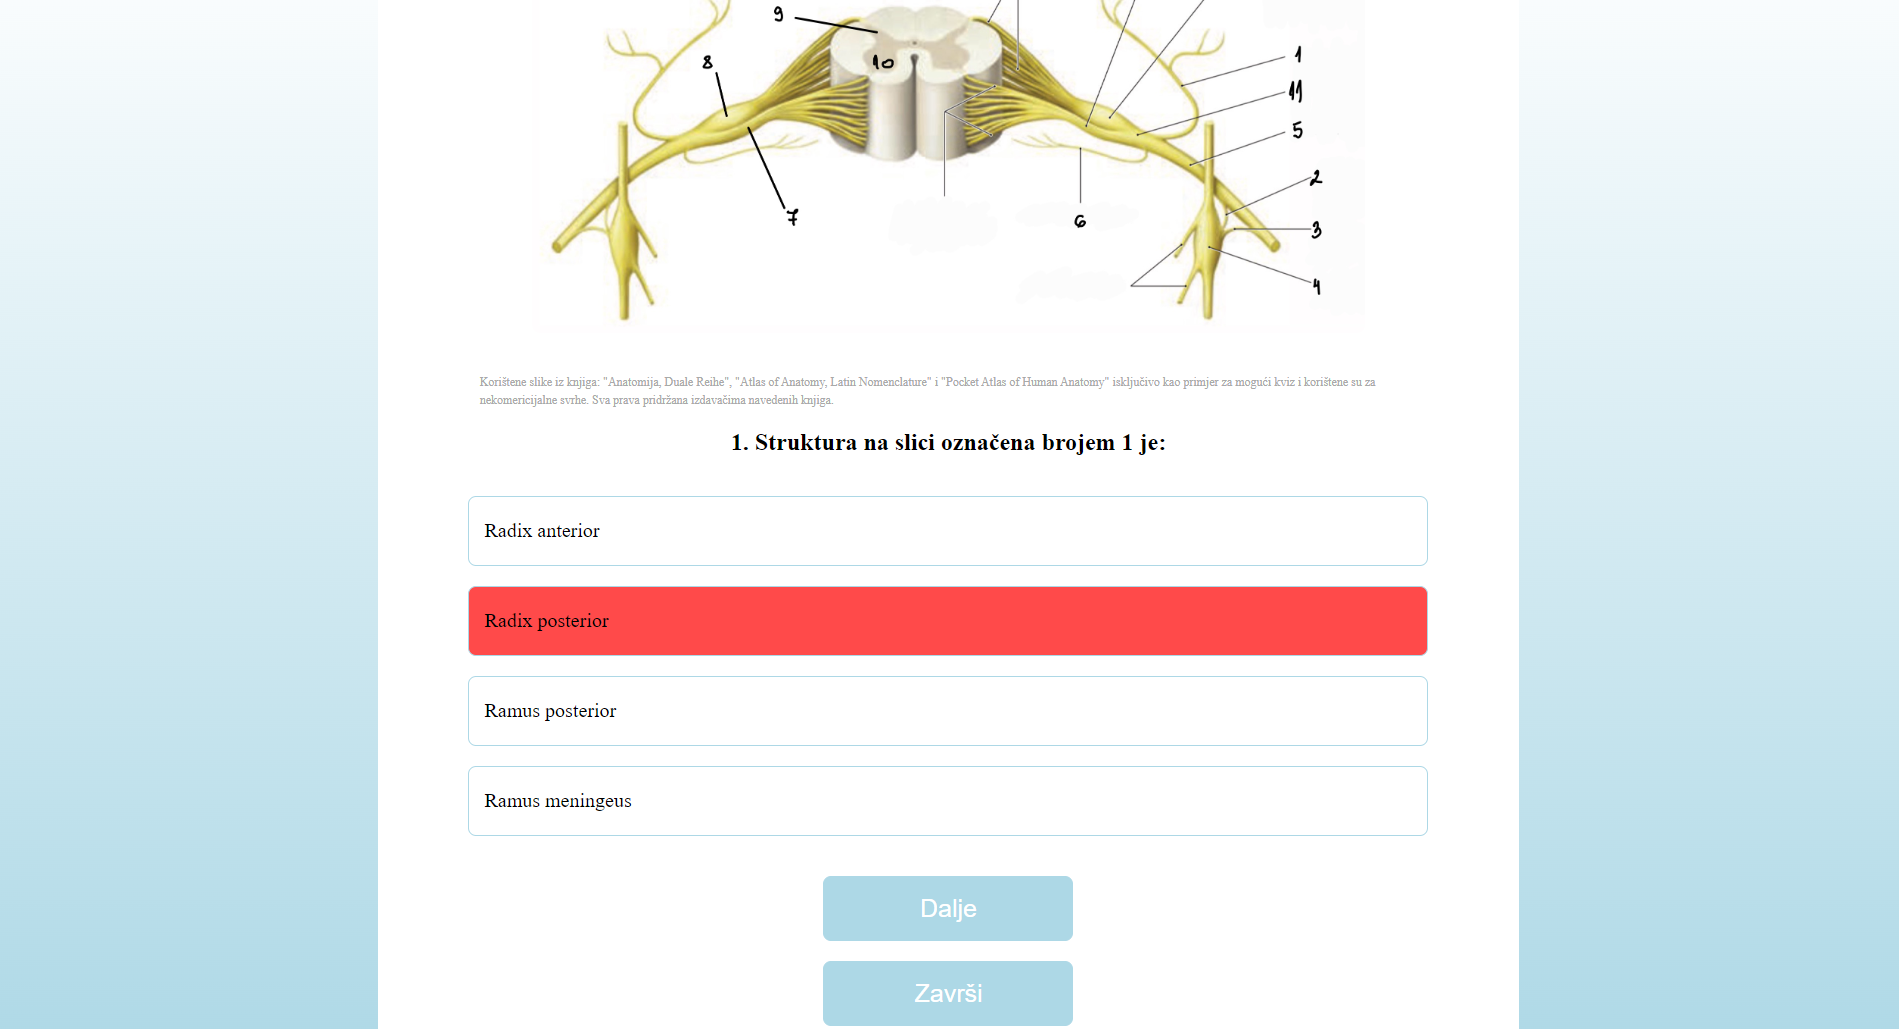 9
10
8
1
11
5
2
7
6
3
4
Korištene slike iz knjiga: "Anatomija, Duale Reihe", "Atlas of Anatomy, Latin Nomenclature" i "Pocket Atlas of Human Anatomy" isključivo kao primjer za mogući kviz i korištene su za
nekomericijalne svrhe. Sva prava pridržana izdavačima navedenih knjiga.
1. Struktura na slici označena brojem 1 je:
Radix anterior
Radix posterior
Ramus posterior
Ramus meningeus
Dalje
Završi